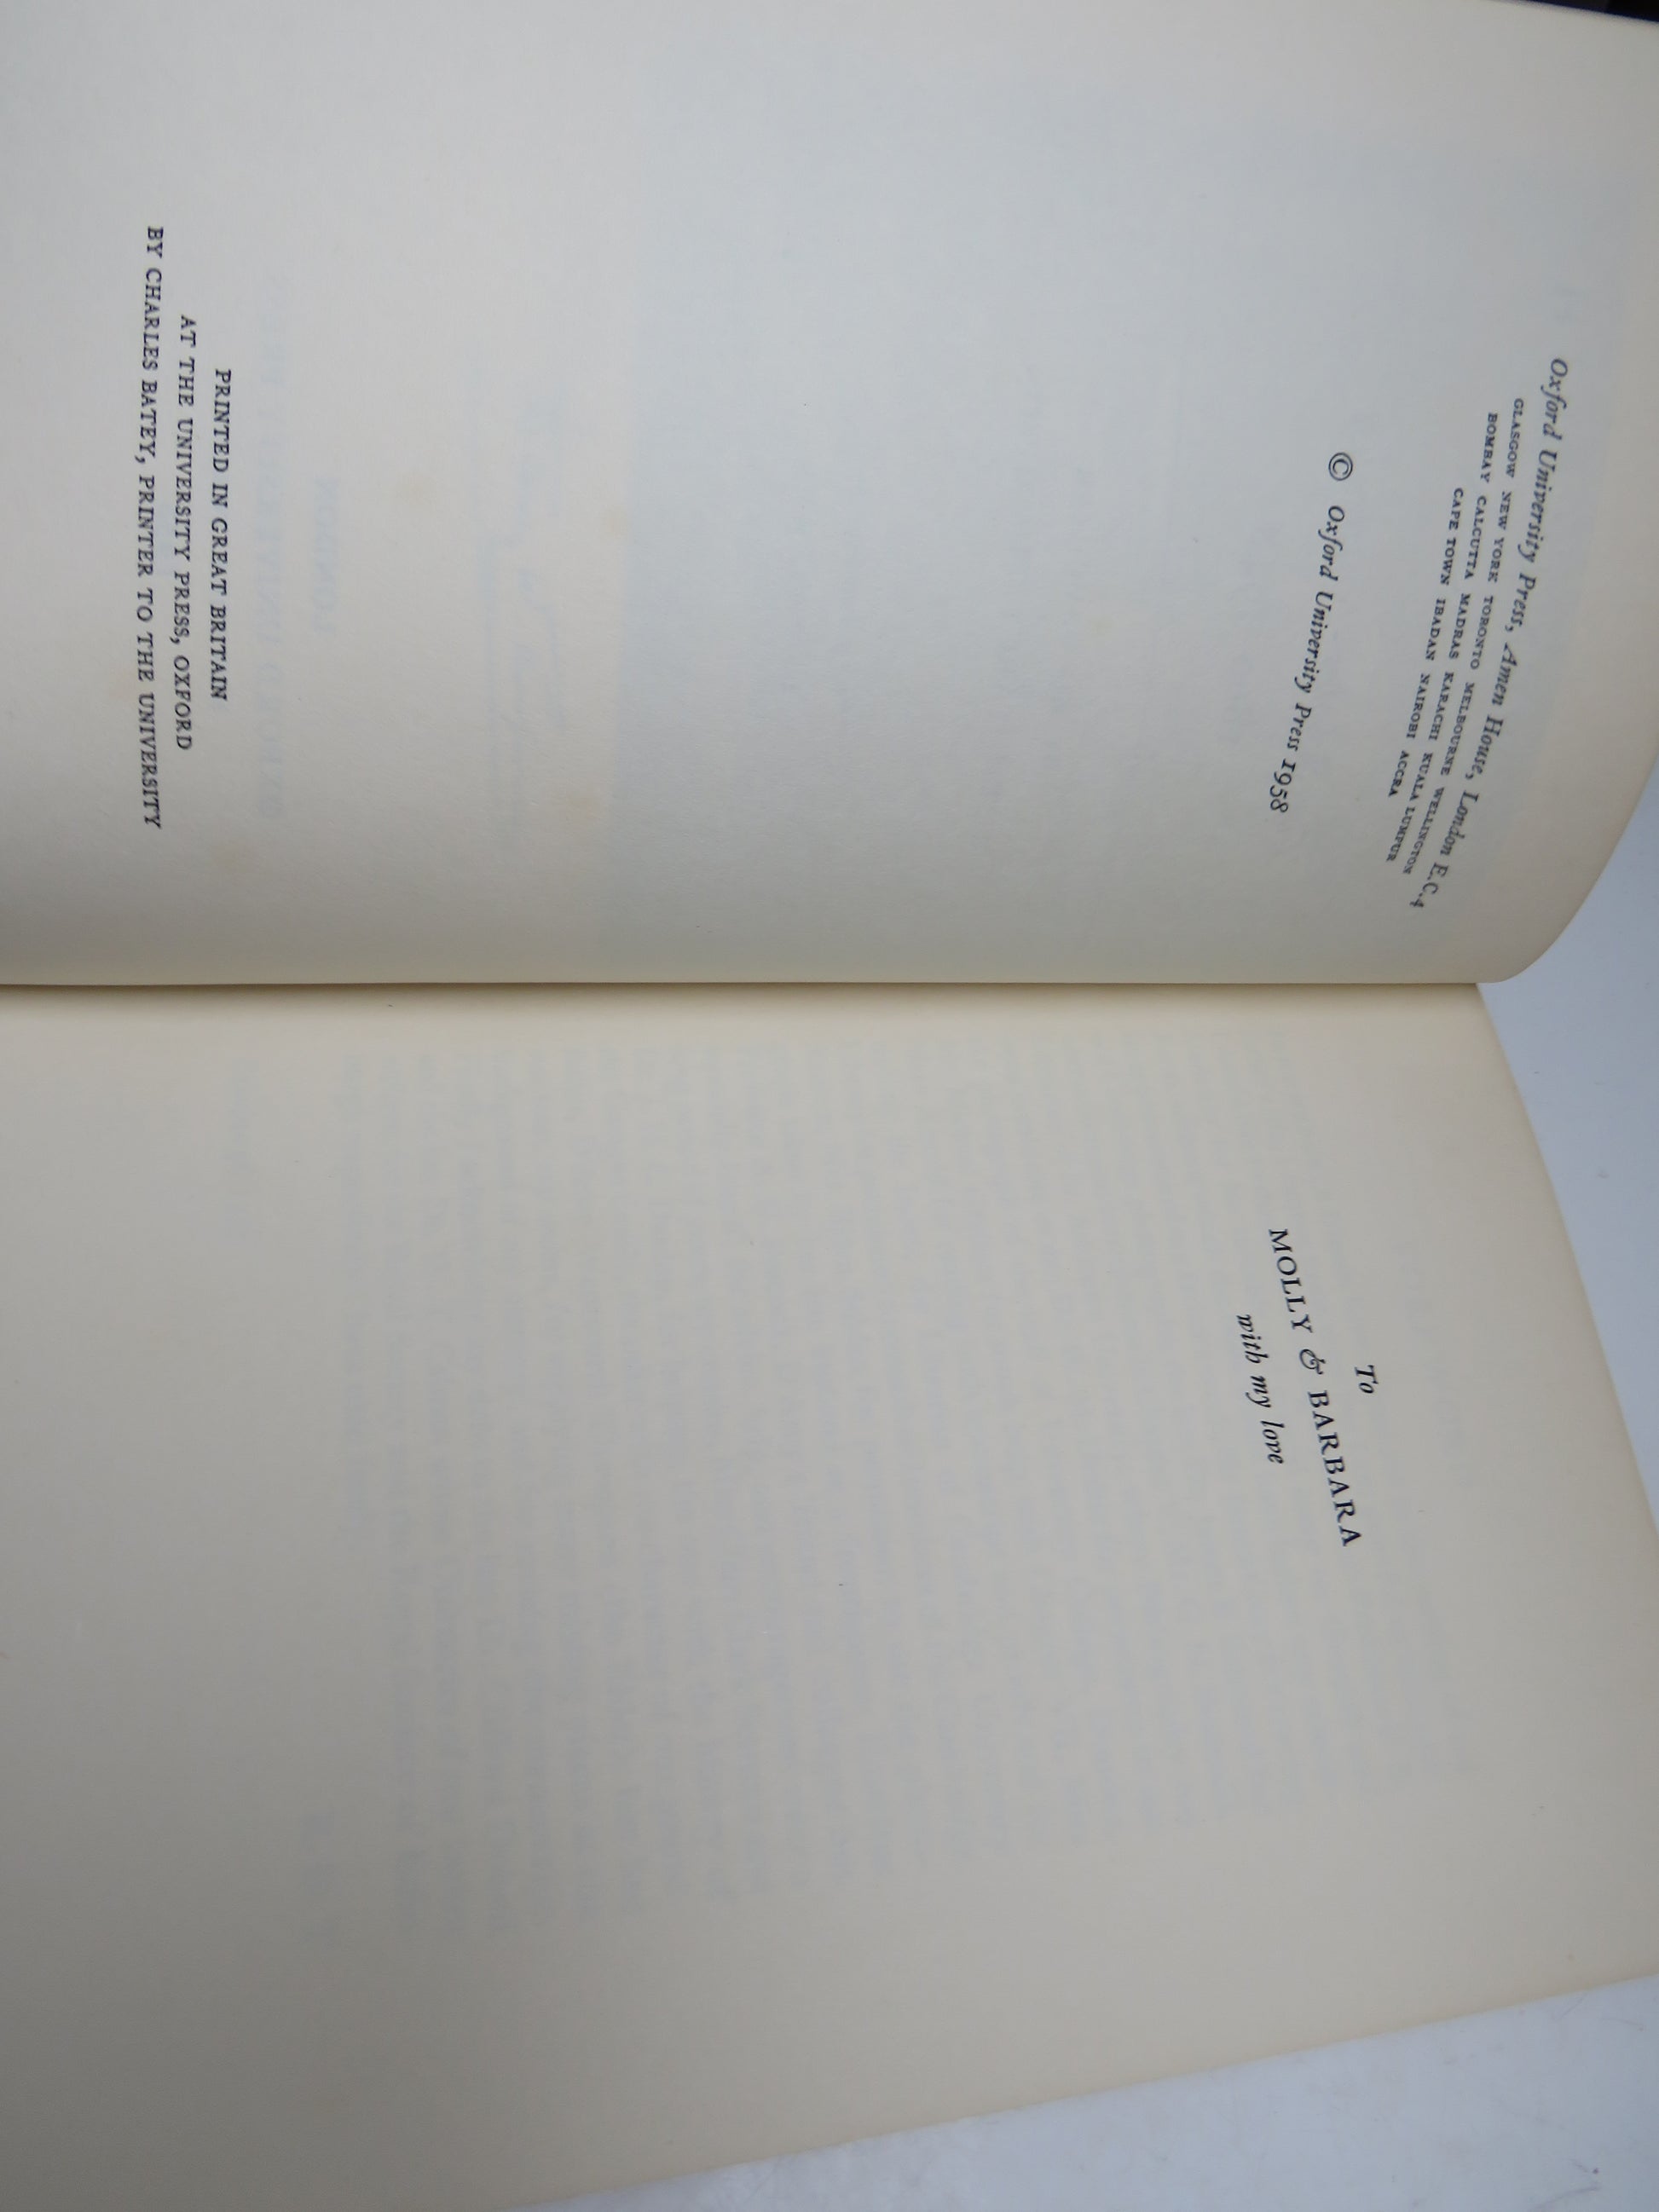 Oxford University Press, Amen House, London E.C.4
GLASGOW NEW YORK TORONTO MELBOURNE WELLINGTON
BOMBAY CALCUTTA MADRAS KARACHI KUALA LUMPUR
CAPE TOWN IBADAN NAIROBI ACCRA
© Oxford University Press 1958
PRINTED IN GREAT BRITAIN
AT THE UNIVERSITY PRESS, OXFORD
BY CHARLES BATEY, PRINTER TO THE UNIVERSITY
To
MOLLY & BARBARA
with my love